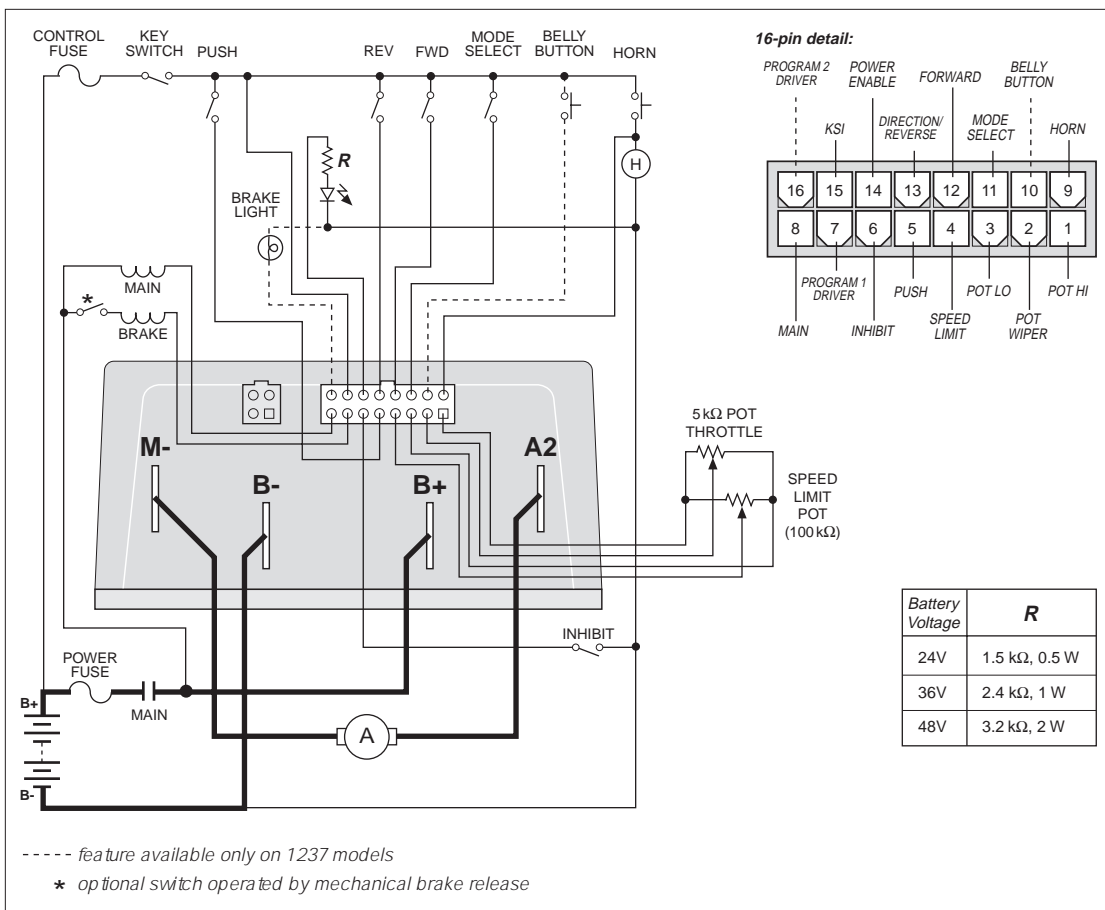 CONTROL
FUSE
KEY
SWITCH
PUSH
REV
FWD
MODE
SELECT
BELLY
BUTTON
HORN
R
H
BRAKE
LIGHT
MAIN
*
BRAKE
M-
B-
B+
A2
5 kΩ POT
THROTTLE
SPEED
LIMIT
POT
(100 kΩ)
INHIBIT
POWER
FUSE
B+
MAIN
A
B-
16-pin detail:
PROGRAM 2
DRIVER
POWER
ENABLE
FORWARD
BELLY
BUTTON
KSI
DIRECTION/
REVERSE
MODE
SELECT
HORN
16 15 14 13 12 11 10 9
8 7 6 5 4 3 2 1
PROGRAM 1
DRIVER
PUSH
POT LO
POT HI
MAIN
INHIBIT
SPEED
LIMIT
POT
WIPER
Battery
Voltage
R
24V 1.5 kΩ, 0.5 W
36V 2.4 kΩ, 1 W
48V 3.2 kΩ, 2 W
----- feature available only on 1237 models
* optional switch operated by mechanical brake release